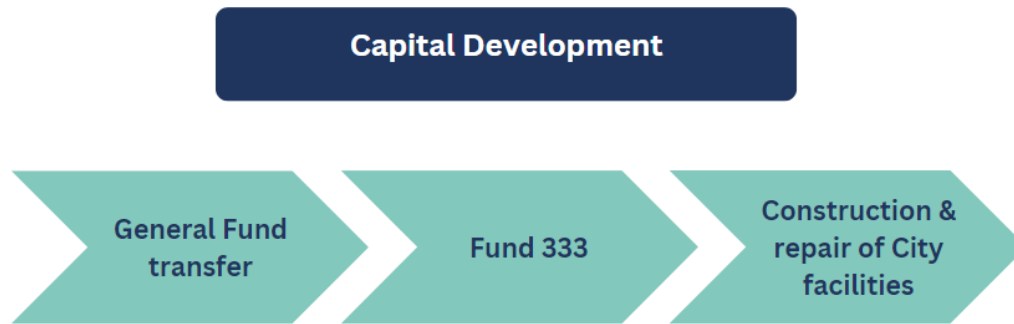 Capital Development
General Fund
transfer
Fund 333
Construction &
repair of City
facilities